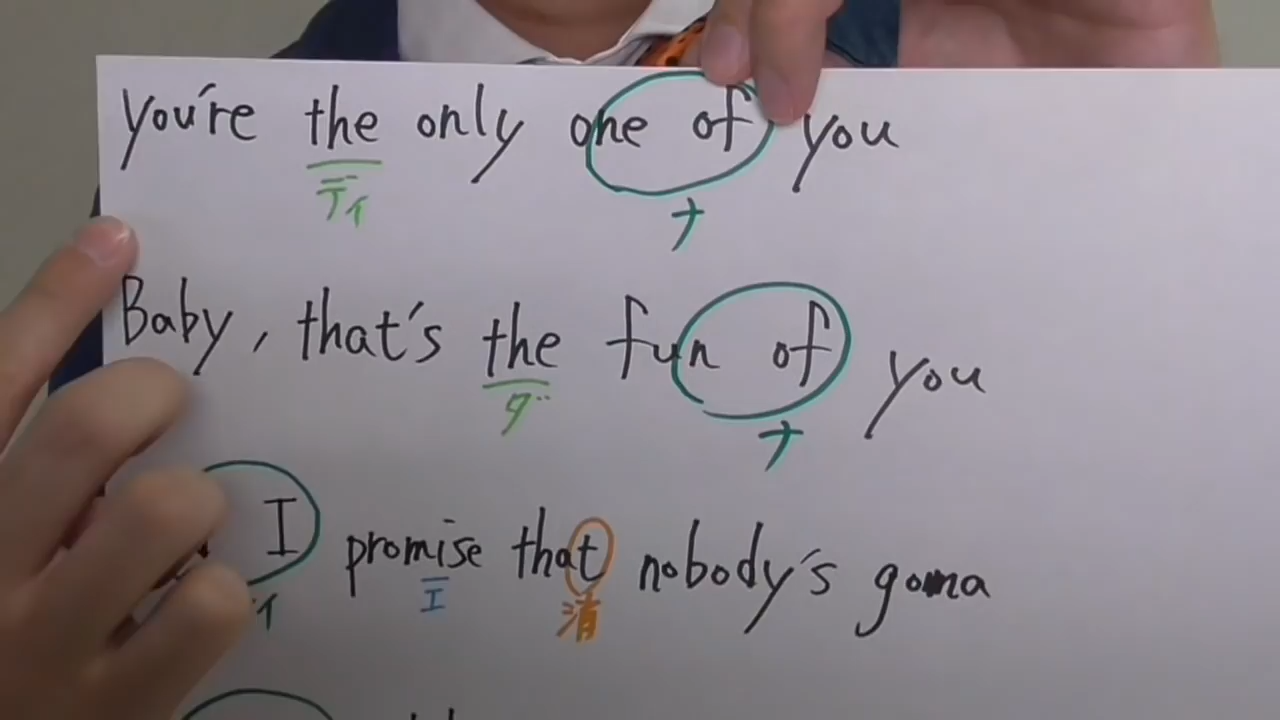 you're the only one of you
ディ ナ
Baby, that's the fun of you
ダ ナ
I promise that nobody's gonna
イ エ 消